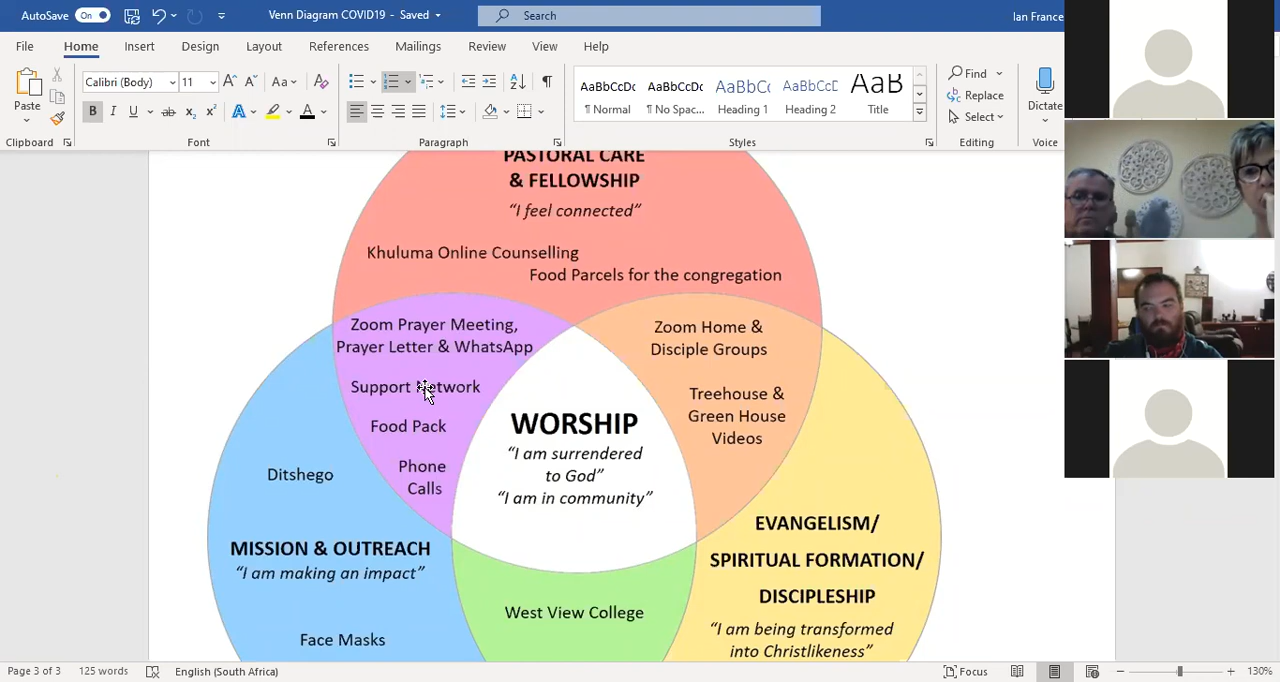 AutoSave On Venn Diagram COVID19 - Saved Search Ian France
File Home Insert Design Layout References Mailings Review View Help
Calibri (Body) 11 Aa
Find
Replace
Select
Paste
B I U ab x₂ x² A A
AaBbCcDc AaBbCcDc AaBbCc AaBbCcD AaB
¶ Normal ¶ No Spac... Heading 1 Heading 2 Title
Dictate
Clipboard Font Paragraph Styles Editing Voice
PASTORAL CARE
& FELLOWSHIP
“I feel connected”
Khuluma Online Counselling
Food Parcels for the congregation
Zoom Prayer Meeting,
Prayer Letter & WhatsApp
Support Network
Food Pack
Phone
Calls
Zoom Home &
Disciple Groups
Treehouse &
Green House
Videos
WORSHIP
“I am surrendered
to God”
“I am in community”
Ditshego
MISSION & OUTREACH
“I am making an impact”
Face Masks
West View College
EVANGELISM/
SPIRITUAL FORMATION/
DISCIPLESHIP
“I am being transformed
into Christlikeness”
Page 3 of 3 125 words English (South Africa) Focus 130%